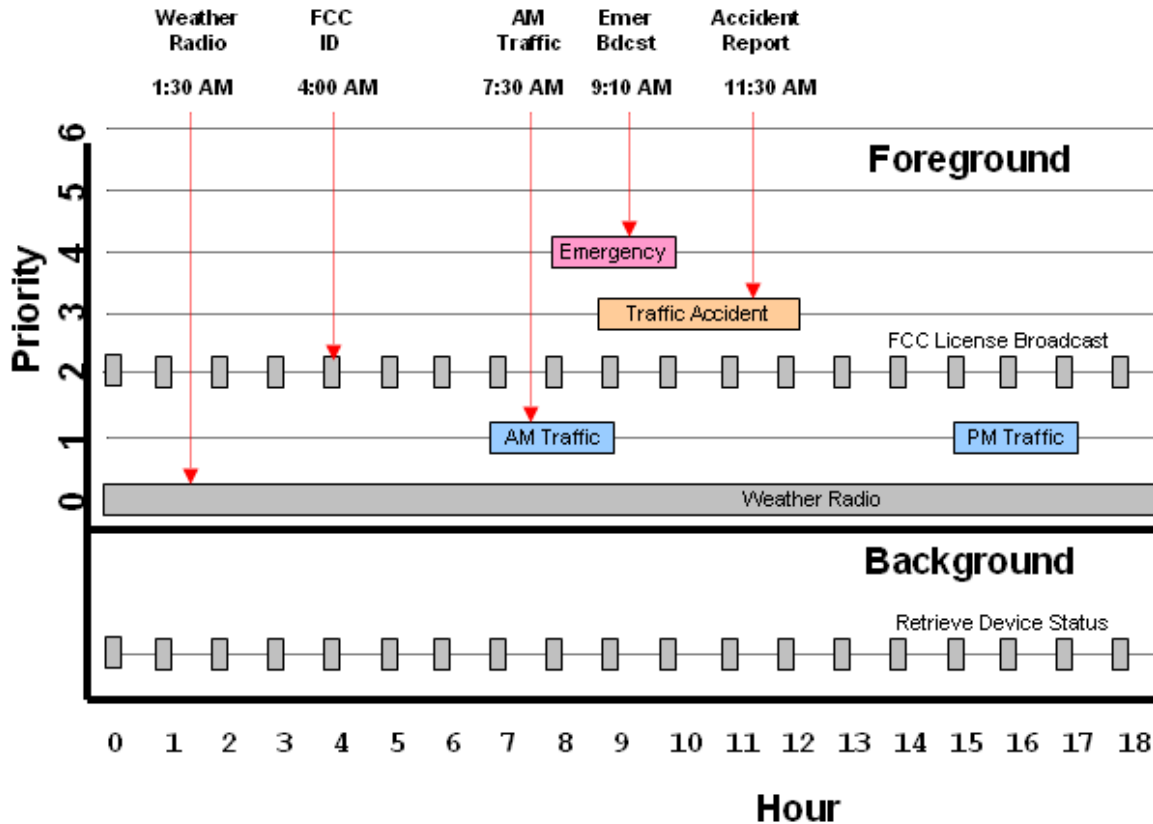 Weather Radio
FCC ID
AM Traffic
Emer Bdcst
Accident Report
1:30 AM
4:00 AM
7:30 AM
9:10 AM
11:30 AM
Foreground
Priority
6
5
4
Emergency
3
Traffic Accident
FCC License Broadcast
2
1
AM Traffic
PM Traffic
0
Weather Radio
Background
Retrieve Device Status
0 1 2 3 4 5 6 7 8 9 10 11 12 13 14 15 16 17 18
Hour